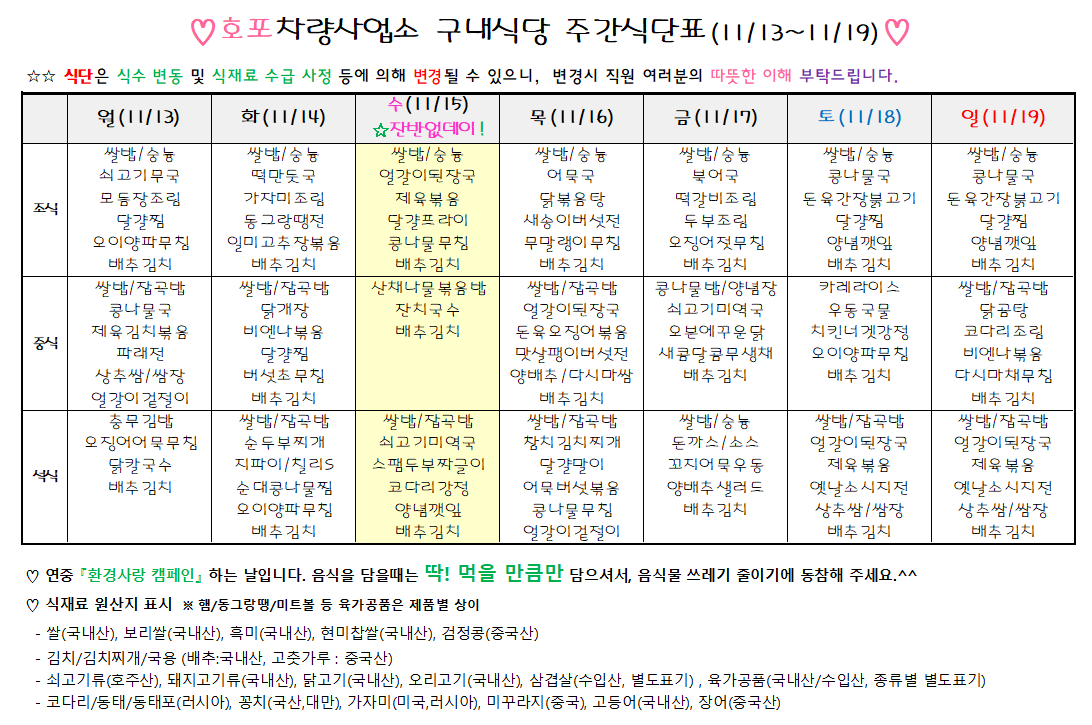 ♡호포차량사업소 구내식당 주간식단표(11/13~11/19)♡
☆☆ 식단은 식수 변동 및 식재료 수급 사정 등에 의해 변경될 수 있으니, 변경시 직원 여러분의 따뜻한 이해 부탁드립니다.
월(11/13) 화(11/14) 수(11/15) ☆잔반없데이! 목(11/16) 금(11/17) 토(11/18) 일(11/19)
조식
쌀밥/숭늉 쌀밥/숭늉 쌀밥/숭늉 쌀밥/숭늉 쌀밥/숭늉 쌀밥/숭늉 쌀밥/숭늉
쇠고기무국 떡만둣국 얼갈이된장국 어묵국 북어국 콩나물국 콩나물국
모둠장조림 가자미조림 제육볶음 닭볶음탕 떡갈비조림 돈육간장불고기 돈육간장불고기
달걀찜 동그랑땡전 달걀프라이 새송이버섯전 두부조림 달걀찜 달걀찜
오이양파무침 일미고추장볶음 콩나물무침 무말랭이무침 오징어젓무침 양념깻잎 양념깻잎
배추김치 배추김치 배추김치 배추김치 배추김치 배추김치 배추김치
중식
쌀밥/잡곡밥 쌀밥/잡곡밥 산채나물볶음밥 쌀밥/잡곡밥 콩나물밥/양념장 카레라이스 쌀밥/잡곡밥
콩나물국 닭개장 잔치국수 얼갈이된장국 쇠고기미역국 우동국물 닭곰탕
제육김치볶음 비엔나볶음 배추김치 돈육오징어볶음 오븐에구운닭 치킨너겟강정 코다리조림
파래전 달걀찜 맛살팽이버섯전 새콤달콤무생채 오이양파무침 비엔나볶음
상추쌈/쌈장 버섯초무침 양배추/다시마쌈 배추김치 배추김치 다시마채무침
얼갈이겉절이 배추김치 배추김치 배추김치
석식
충무김밥 쌀밥/잡곡밥 쌀밥/잡곡밥 쌀밥/잡곡밥 쌀밥/숭늉 쌀밥/잡곡밥 쌀밥/잡곡밥
오징어어묵무침 순두부찌개 쇠고기미역국 참치김치찌개 돈까스/소스 얼갈이된장국 얼갈이된장국
닭칼국수 지파이/칠리S 스팸두부짜글이 달걀말이 꼬지어묵우동 제육볶음 제육볶음
배추김치 순대콩나물찜 코다리강정 어묵버섯볶음 양배추샐러드 옛날소시지전 옛날소시지전
오이양파무침 양념깻잎 콩나물무침 배추김치 상추쌈/쌈장 상추쌈/쌈장
배추김치 배추김치 얼갈이겉절이 배추김치 배추김치
♡ 연중 『환경사랑 캠페인』 하는 날입니다. 음식을 담을때는 딱! 먹을 만큼만 담으셔서, 음식물 쓰레기 줄이기에 동참해 주세요.^^
♡ 식재료 원산지 표시 ※ 햄/동그랑땡/미트볼 등 육가공품은 제품별 상이
- 쌀(국내산), 보리쌀(국내산), 흑미(국내산), 현미찹쌀(국내산), 검정콩(중국산)
- 김치/김치찌개/국용 (배추:국내산, 고춧가루 : 중국산)
- 쇠고기류(호주산), 돼지고기류(국내산), 닭고기(국내산), 오리고기(국내산), 삼겹살(수입산, 별도표기) , 육가공품(국내산/수입산, 종류별 별도표기)
- 코다리/동태/동태포(러시아), 꽁치(국산,대만), 가자미(미국,러시아), 미꾸라지(중국), 고등어(국내산), 장어(중국산)